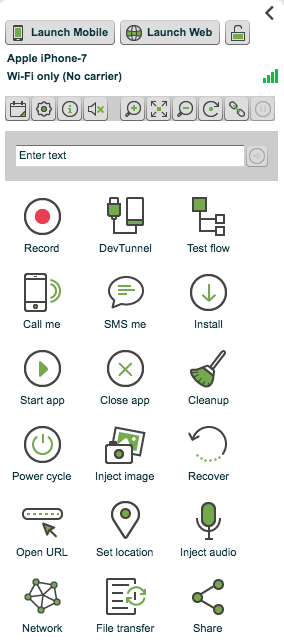 Launch Mobile Launch Web
Apple iPhone-7
Wi-Fi only (No carrier)
Enter text
Record DevTunnel Test flow
Call me SMS me Install
Start app Close app Cleanup
Power cycle Inject image Recover
Open URL Set location Inject audio
Network File transfer Share